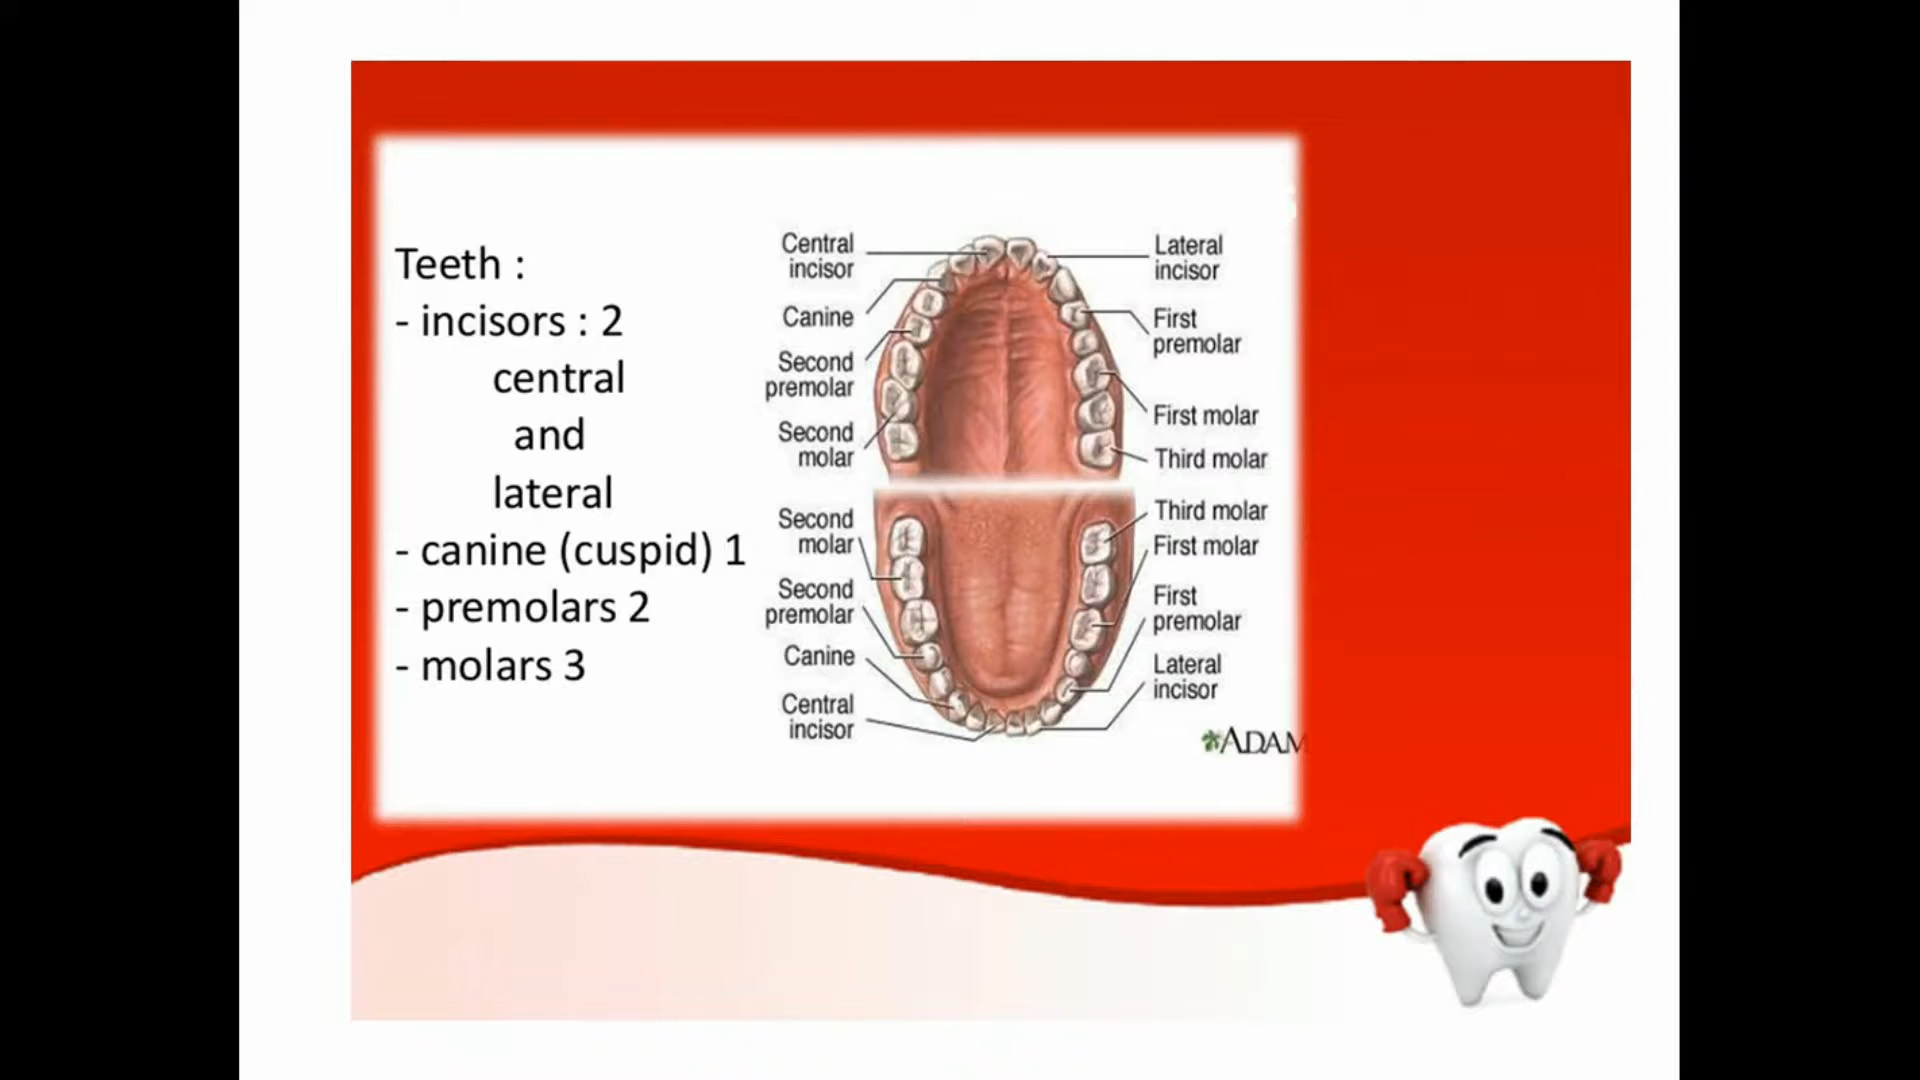 Teeth :
- incisors : 2
central
and
lateral
- canine (cuspid) 1
- premolars 2
- molars 3
Central
incisor
Canine
Second
premolar
Second
molar
Second
molar
Second
premolar
Canine
Central
incisor
Lateral
incisor
First
premolar
First molar
Third molar
Third molar
First molar
First
premolar
Lateral
incisor
ADAM